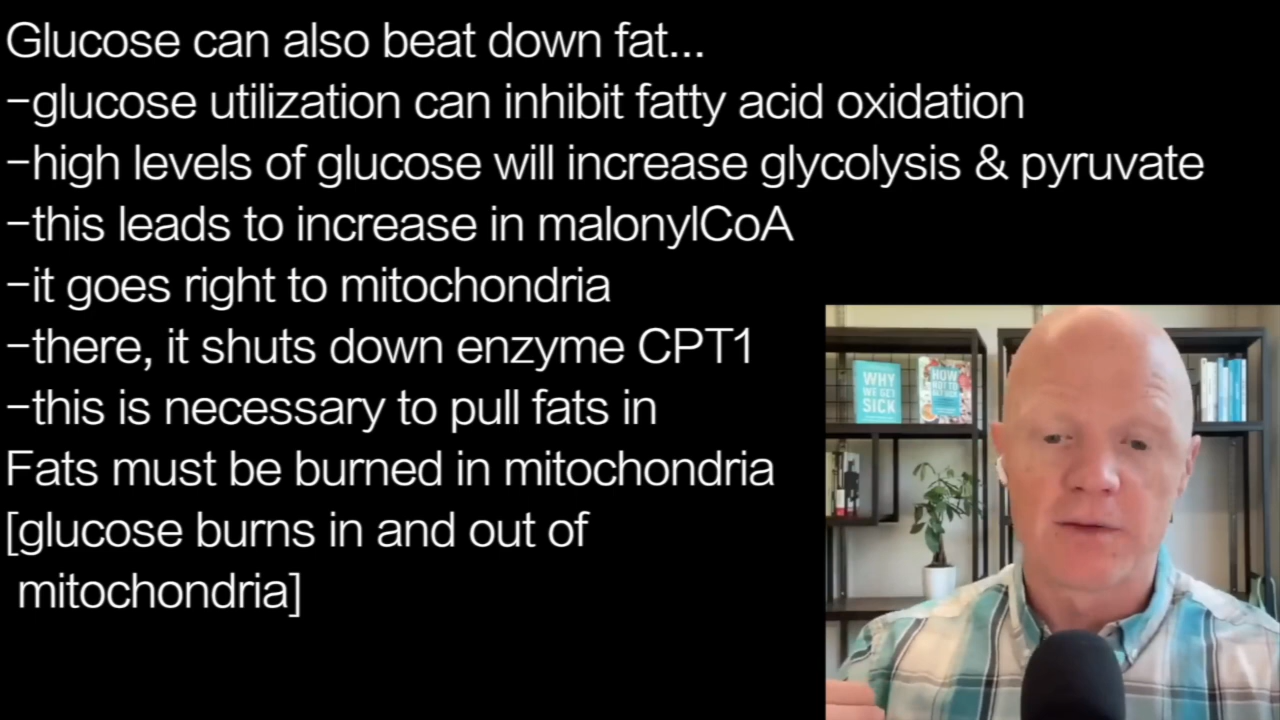 Glucose can also beat down fat...
–glucose utilization can inhibit fatty acid oxidation
–high levels of glucose will increase glycolysis & pyruvate
–this leads to increase in malonylCoA
–it goes right to mitochondria
–there, it shuts down enzyme CPT1
–this is necessary to pull fats in
Fats must be burned in mitochondria
[glucose burns in and out of
mitochondria]
WHY
WE GET
SICK
HOW
NOT TO